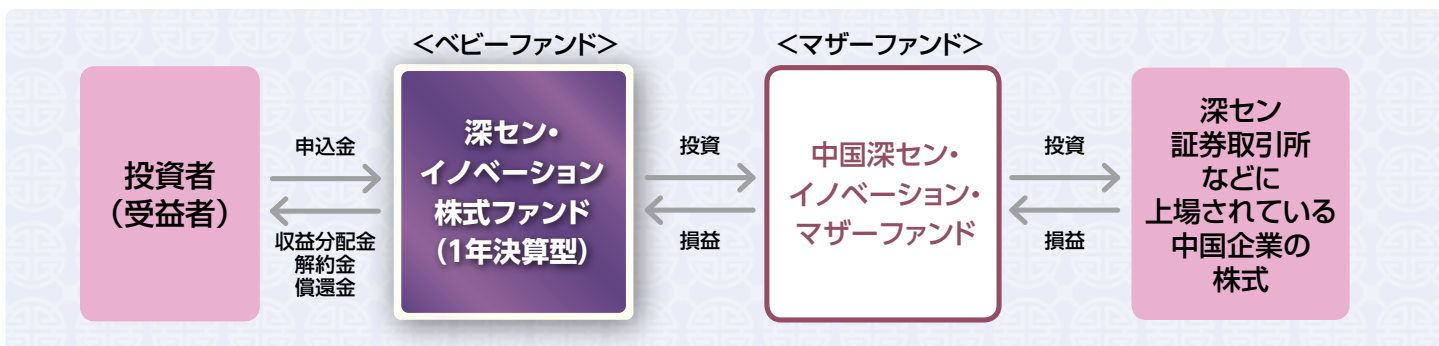 <ベビーファンド>
<マザーファンド>
投資者
(受益者)
申込金
収益分配金
解約金
償還金
深セン・
イノベーション
株式ファンド
(1年決算型)
投資
損益
中国深セン・
イノベーション・
マザーファンド
投資
損益
深セン
証券取引所
などに
上場されている
中国企業の
株式